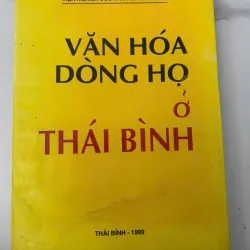 VĂN HÓA
DÒNG HỌ
Ở
THÁI BÌNH
THÁI BÌNH - 1999